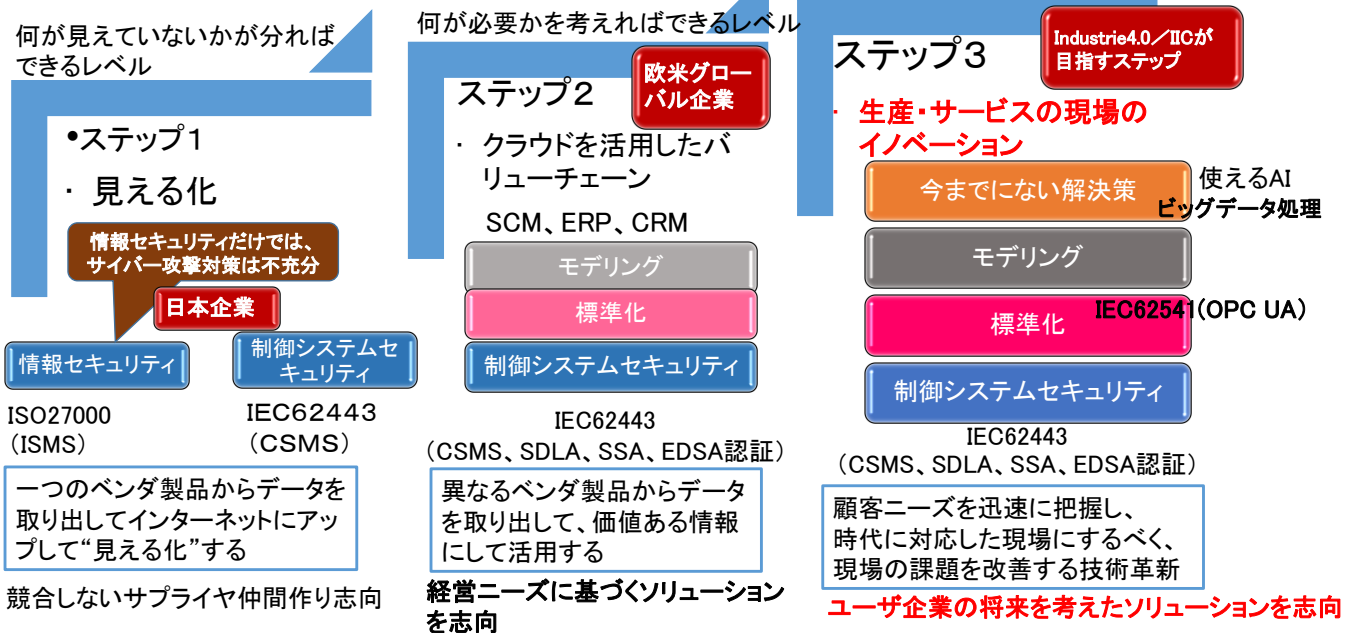 何が見えていないかが分れば
できるレベル
•ステップ1
・ 見える化
情報セキュリティだけでは、
サイバー攻撃対策は不充分
日本企業
情報セキュリティ
制御システムセ
キュリティ
ISO27000
（ISMS）
IEC62443
（CSMS）
一つのベンダ製品からデータを
取り出してインターネットにアッ
プして“見える化”する
競合しないサプライヤ仲間作り志向
何が必要かを考えればできるレベル
ステップ2
欧米グロー
バル企業
・ クラウドを活用したバ
リューチェーン
SCM、ERP、CRM
モデリング
標準化
制御システムセキュリティ
IEC62443
（CSMS、SDLA、SSA、EDSA認証）
異なるベンダ製品からデータ
を取り出して、価値ある情報
にして活用する
経営ニーズに基づくソリューション
を志向
ステップ3
Industrie4.0／IICが
目指すステップ
・ 生産・サービスの現場の
イノベーション
今までにない解決策
使えるAI
ビッグデータ処理
モデリング
標準化
IEC62541(OPC UA)
制御システムセキュリティ
IEC62443
（CSMS、SDLA、SSA、EDSA認証）
顧客ニーズを迅速に把握し、
時代に対応した現場にするべく、
現場の課題を改善する技術革新
ユーザ企業の将来を考えたソリューションを志向